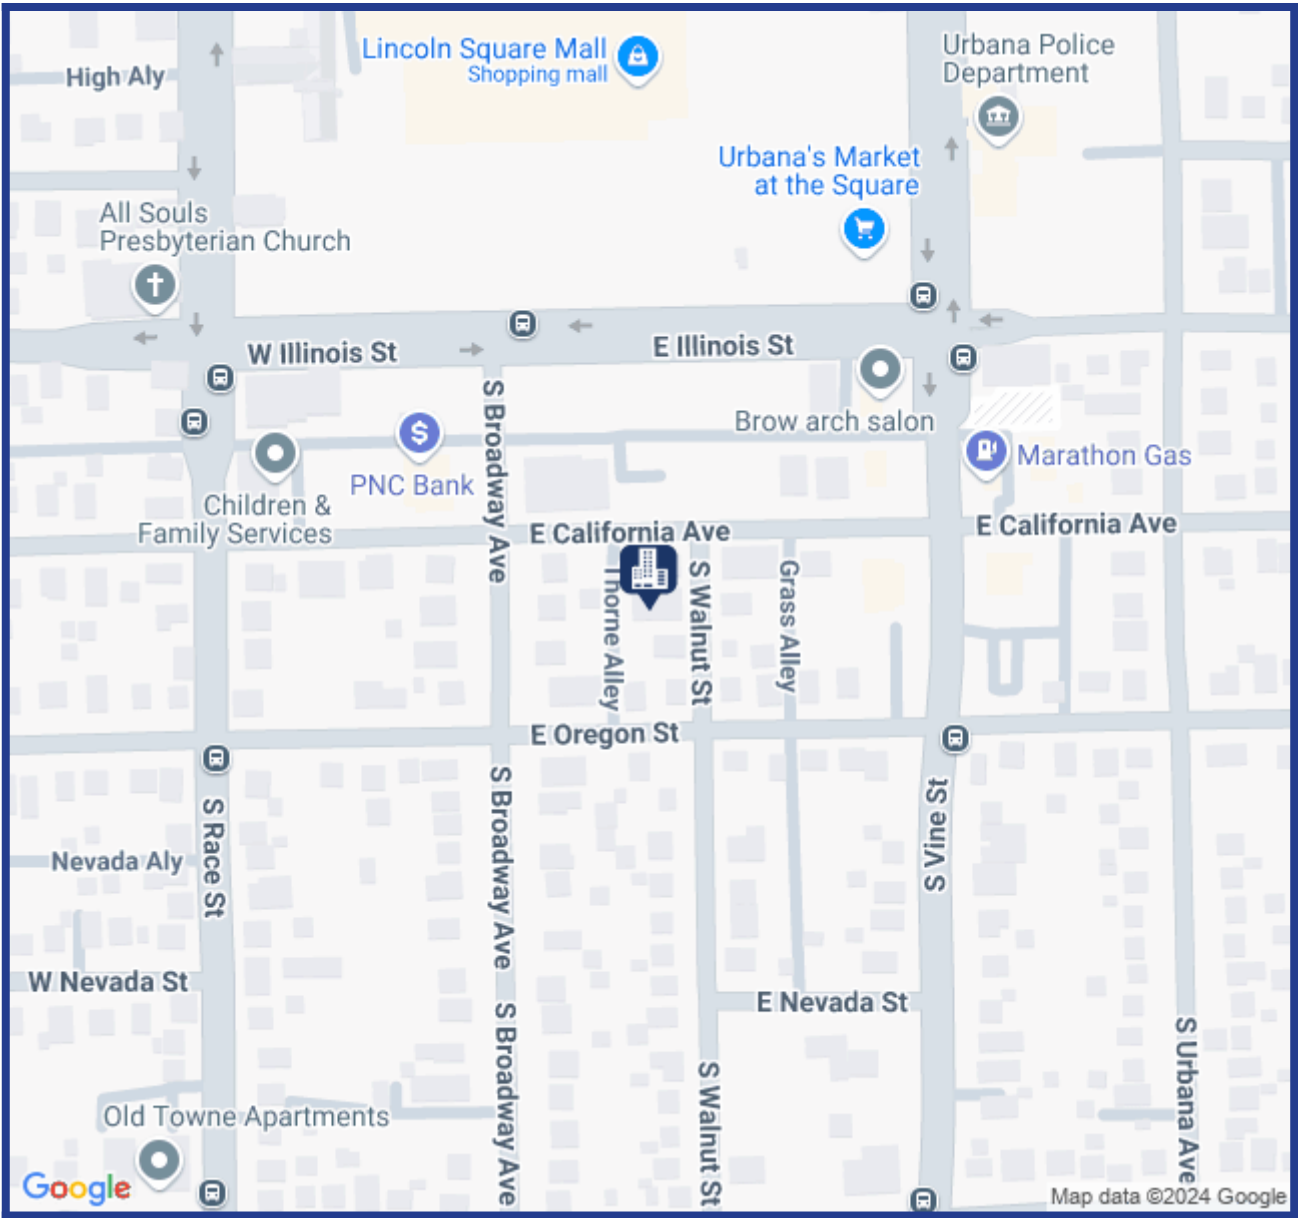 Lincoln Square Mall
Shopping mall
Urbana Police
Department
High Aly
Urbana's Market
at the Square
All Souls
Presbyterian Church
W Illinois St
E Illinois St
S Broadway Ave
Brow arch salon
$
PNC Bank
Marathon Gas
Children &
Family Services
E California Ave
E California Ave
Thorne Alley
S Walnut St
Grass Alley
E Oregon St
S Race St
S Broadway Ave
S Vine St
Nevada Aly
W Nevada St
E Nevada St
S Broadway Ave
S Walnut St
S Urbana Ave
Old Towne Apartments
Google
Map data ©2024 Google